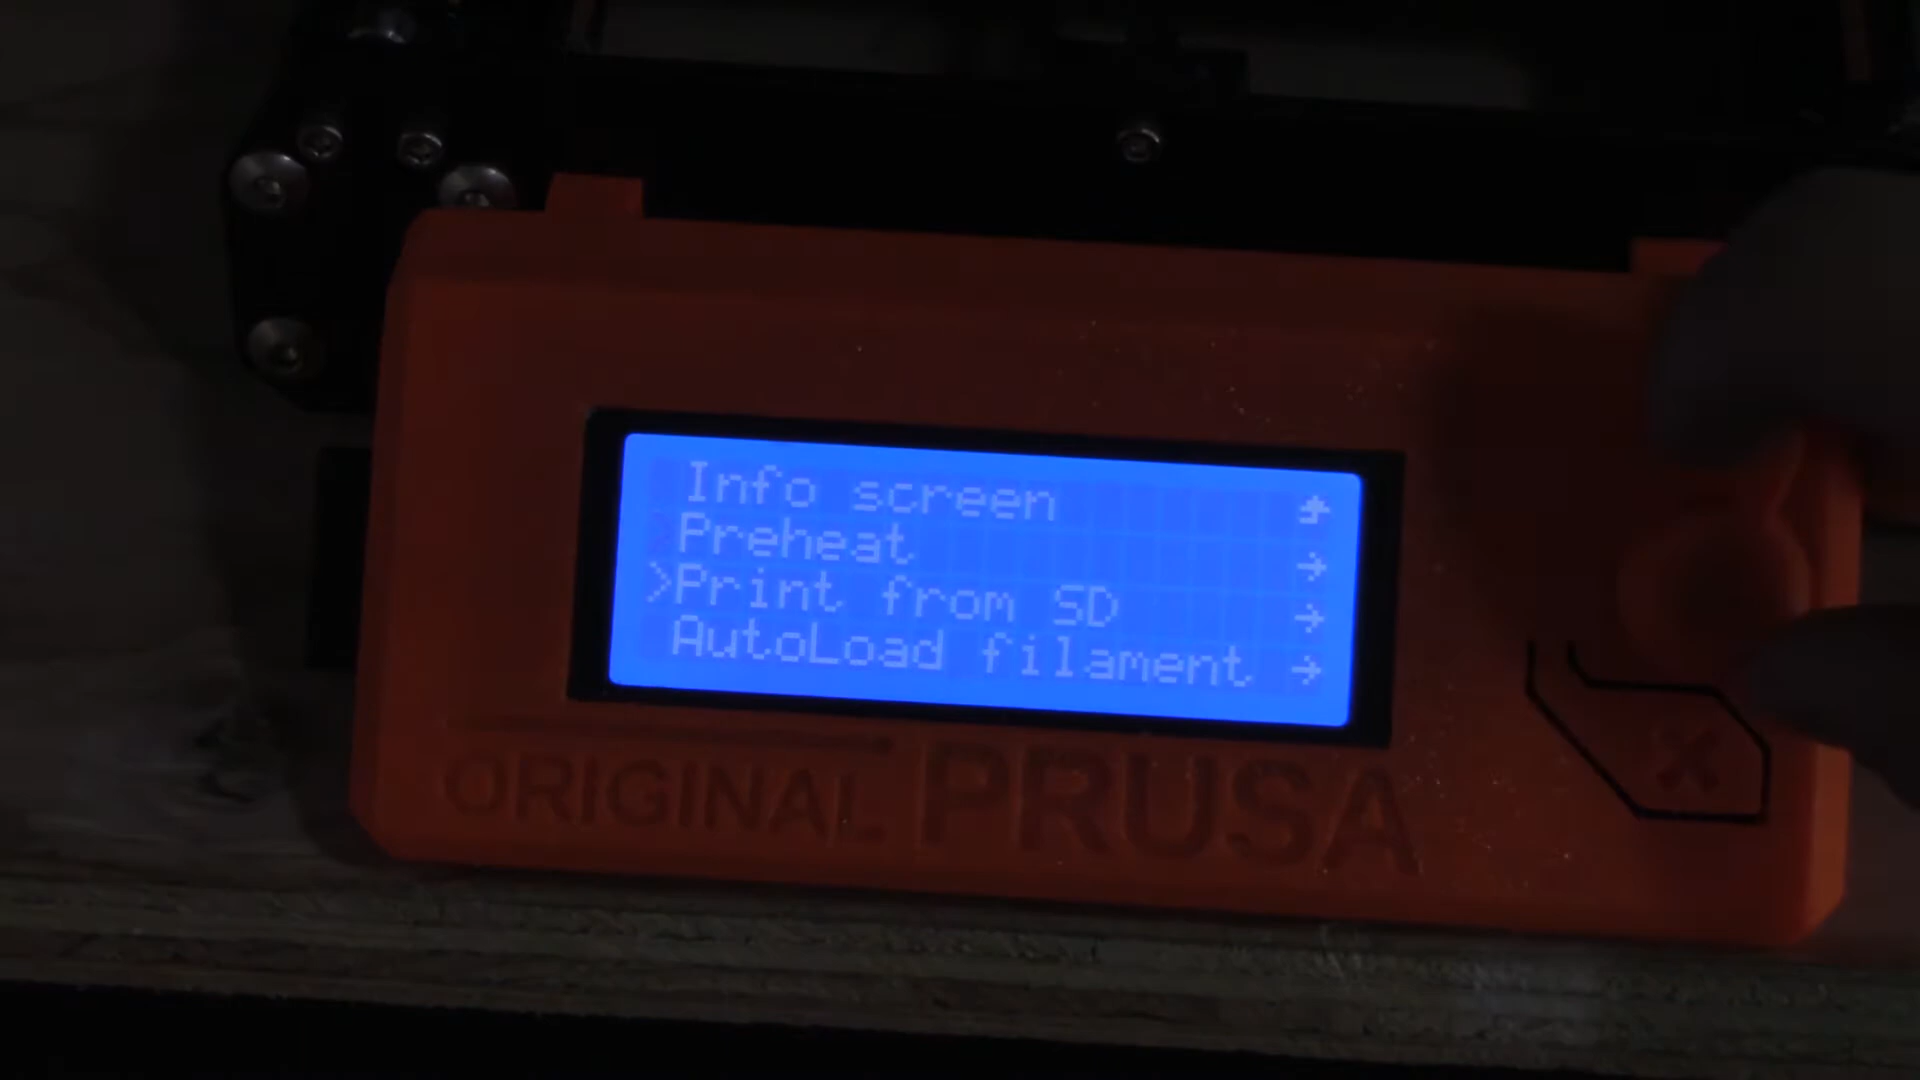 Info screen
Preheat
>Print from SD
AutoLoad filament
ORIGINAL PRUSA